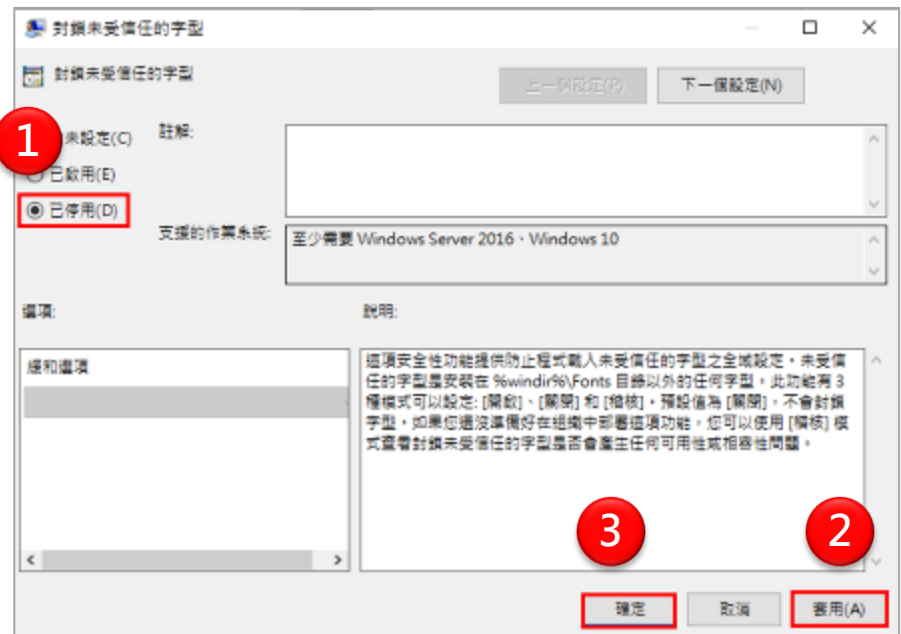 封鎖未受信任的字型
封鎖未受信任的字型
上一個設定(P)
下一個設定(N)
1
未設定(C)
註解:
已啟用(E)
已停用(D)
支援的作業系統:
至少需要 Windows Server 2016、Windows 10
選項:
說明:
緩和選項
這項安全性功能提供防止程式載入未受信任的字型之全域設定。未受信
任的字型是安裝在 %windir%\Fonts 目錄以外的任何字型。此功能有 3
種模式可以設定: [開啟]、[關閉] 和 [稽核]。預設值為 [關閉]，不會封鎖
字型。如果您還沒準備好在組織中部署這項功能，您可以使用 [稽核] 模
式查看封鎖未受信任的字型是否會產生任何可用性或相容性問題。
3
2
確定
取消
套用(A)